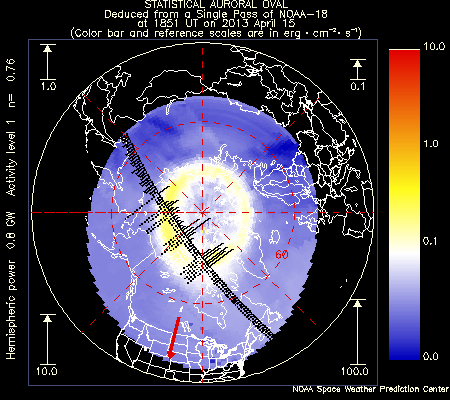 STATISTICAL AURORAL OVAL
Deduced from a Single Pass of NOAA-18
at 1851 UT on 2013 April 15
(Color bar and reference scales are in erg · cm⁻² · s⁻¹)
Hemispheric power 0.8 GW Activity level 1 n= 0.76
1.0
0.1
10.0
100.0
60
10.0
1.0
0.1
0.0
NOAA Space Weather Prediction Center